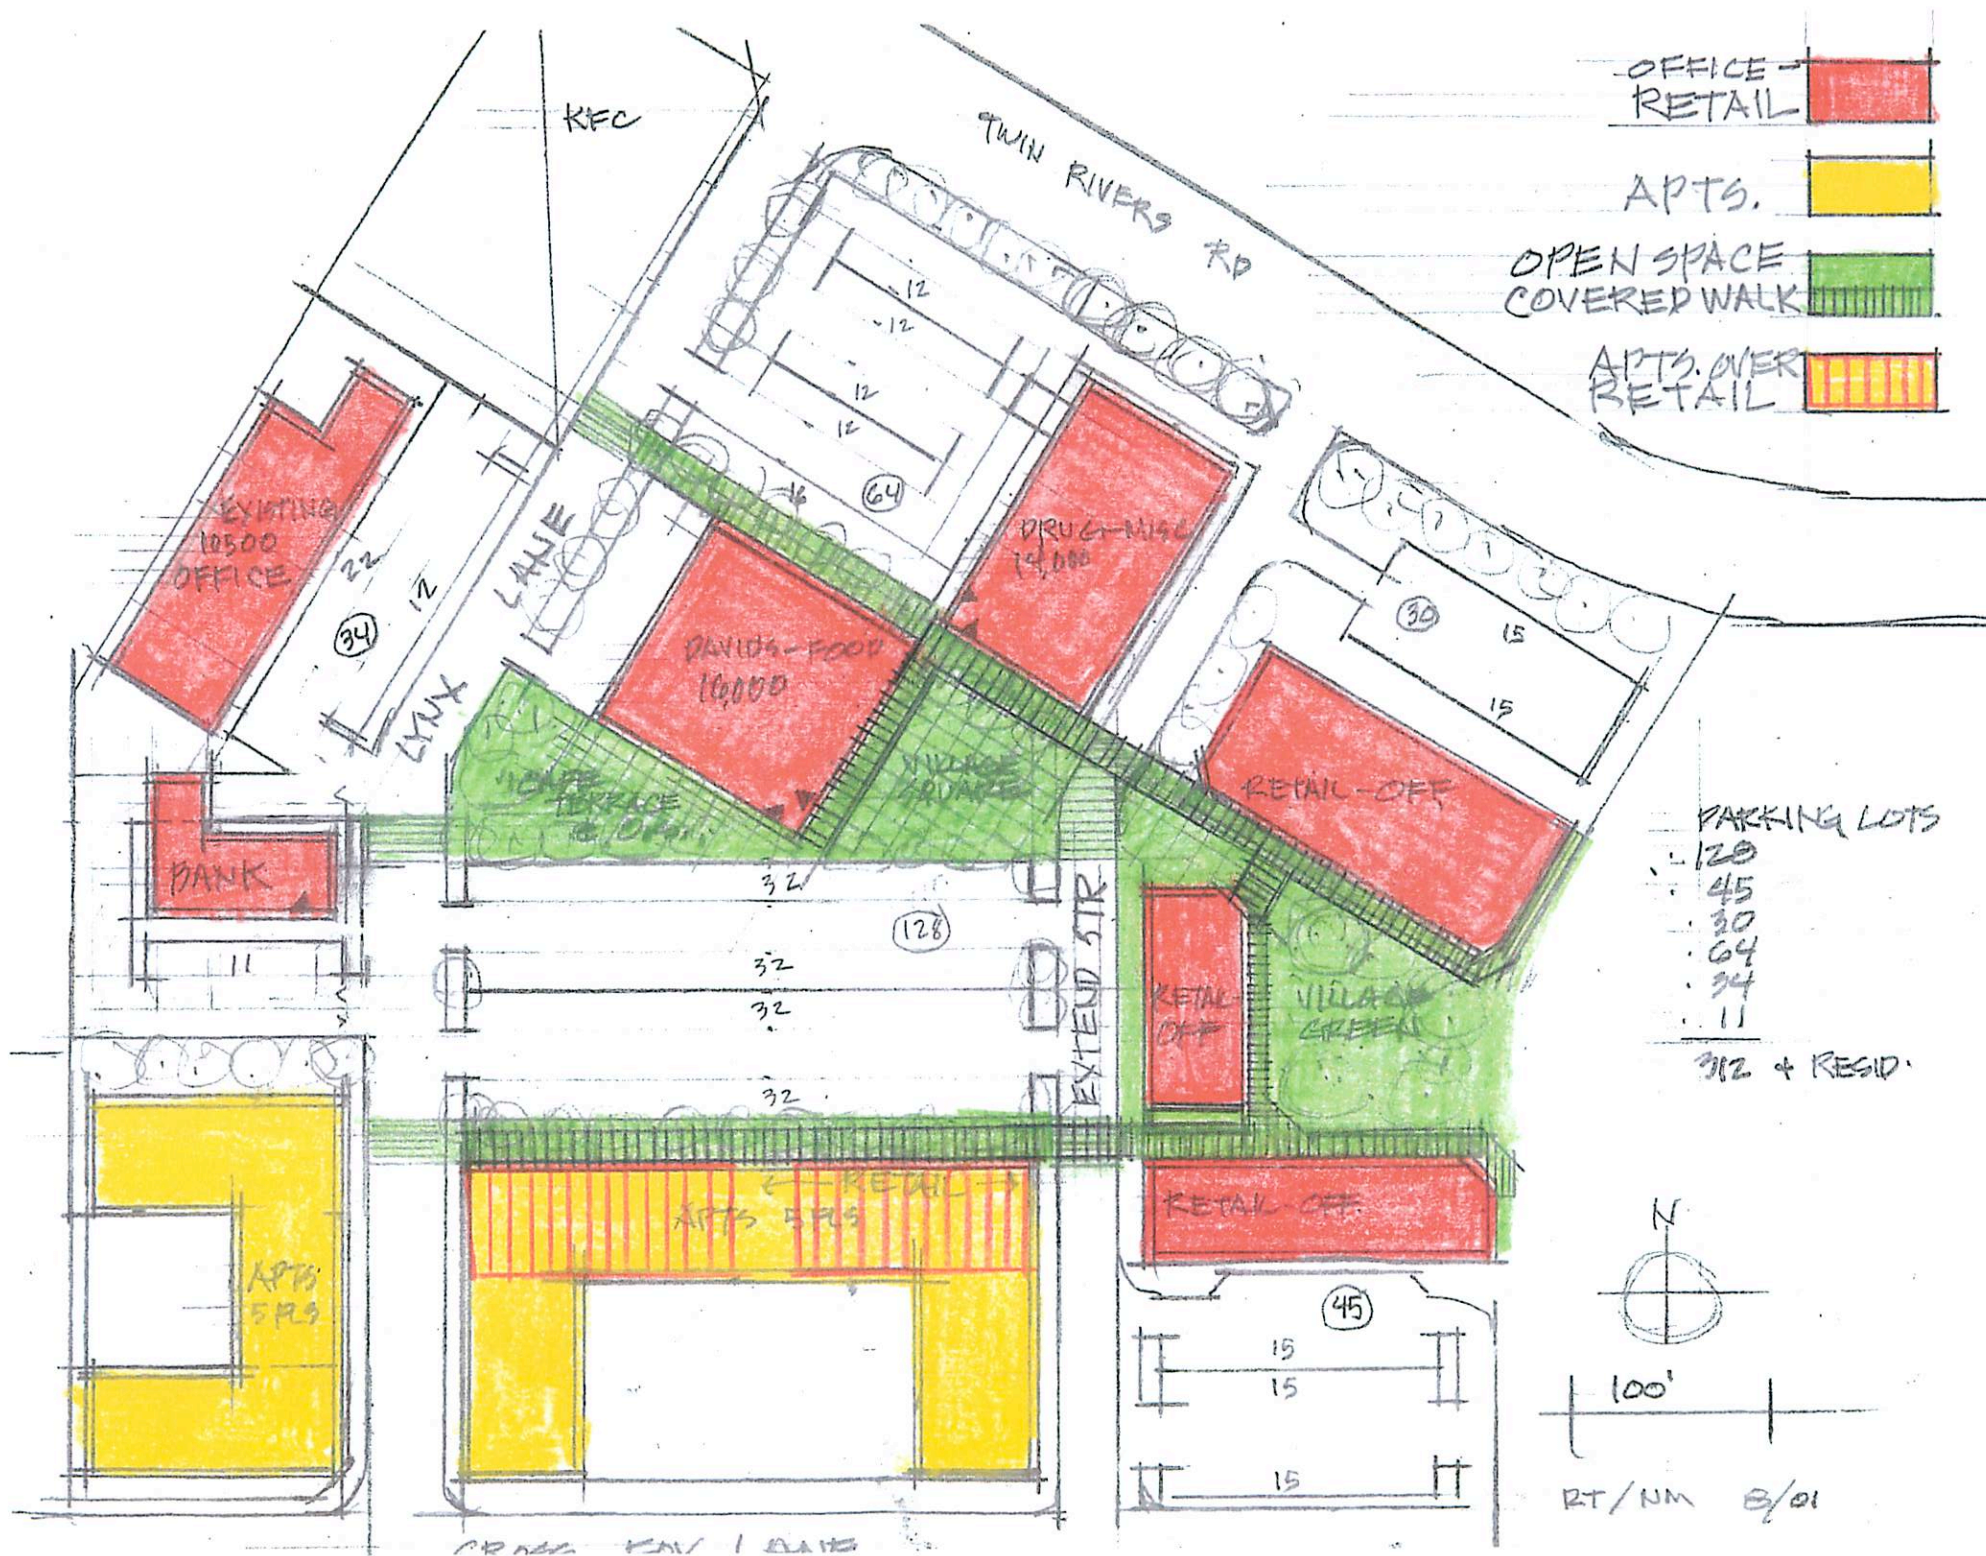 KFC
TWIN RIVERS RD
OFFICE-
RETAIL
APTS.
OPEN SPACE
COVERED WALK
APTS. OVER
RETAIL
12
12
12
12
16
64
EXISTING
10500
OFFICE
22
12
34
LYNX LANE
DAVIDS-FOOD
DRUG-MISC
30
15
15
RETAIL-OFF
CAFE
TERRACE
VILLAGE
SQUARE
BANK
11
32
128
32
32
32
EXTEND STR
RETAIL
OFF
VILLAGE
GREEN
PARKING LOTS
128
45
30
64
34
11
312 + RESID.
APTS
5 FLS
RETAIL
APTS 5 FLS
RETAIL-OFF.
45
15
15
15
N
100'
RT/NM 8/01
LANE